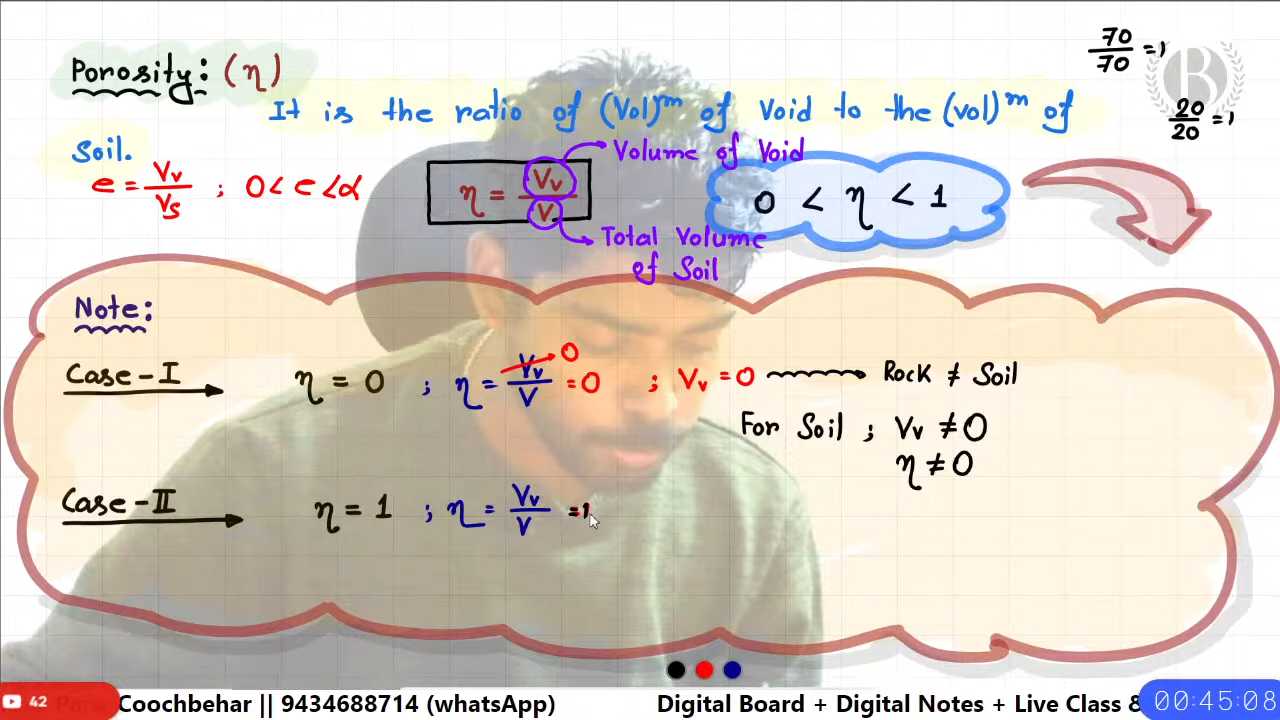 Porosity: (η)
70/70 = 1
20/20 = 1
It is the ratio of (Vol)ᵐ of Void to the (vol)ᵐ of
Soil.
Volume of Void
e = Vv/Vs ; 0 < e < α
η = Vv/V
0 < η < 1
Total Volume
of Soil
Note:
Case-I η = 0 ; η = Vv/V = 0 ; Vv = 0 Rock ≠ Soil
0
For Soil ; Vv ≠ 0
η ≠ 0
Case-II η = 1 ; η = Vv/V = 1
42
Coochbehar || 9434688714 (whatsApp)
Digital Board + Digital Notes + Live Class &
00:45:08